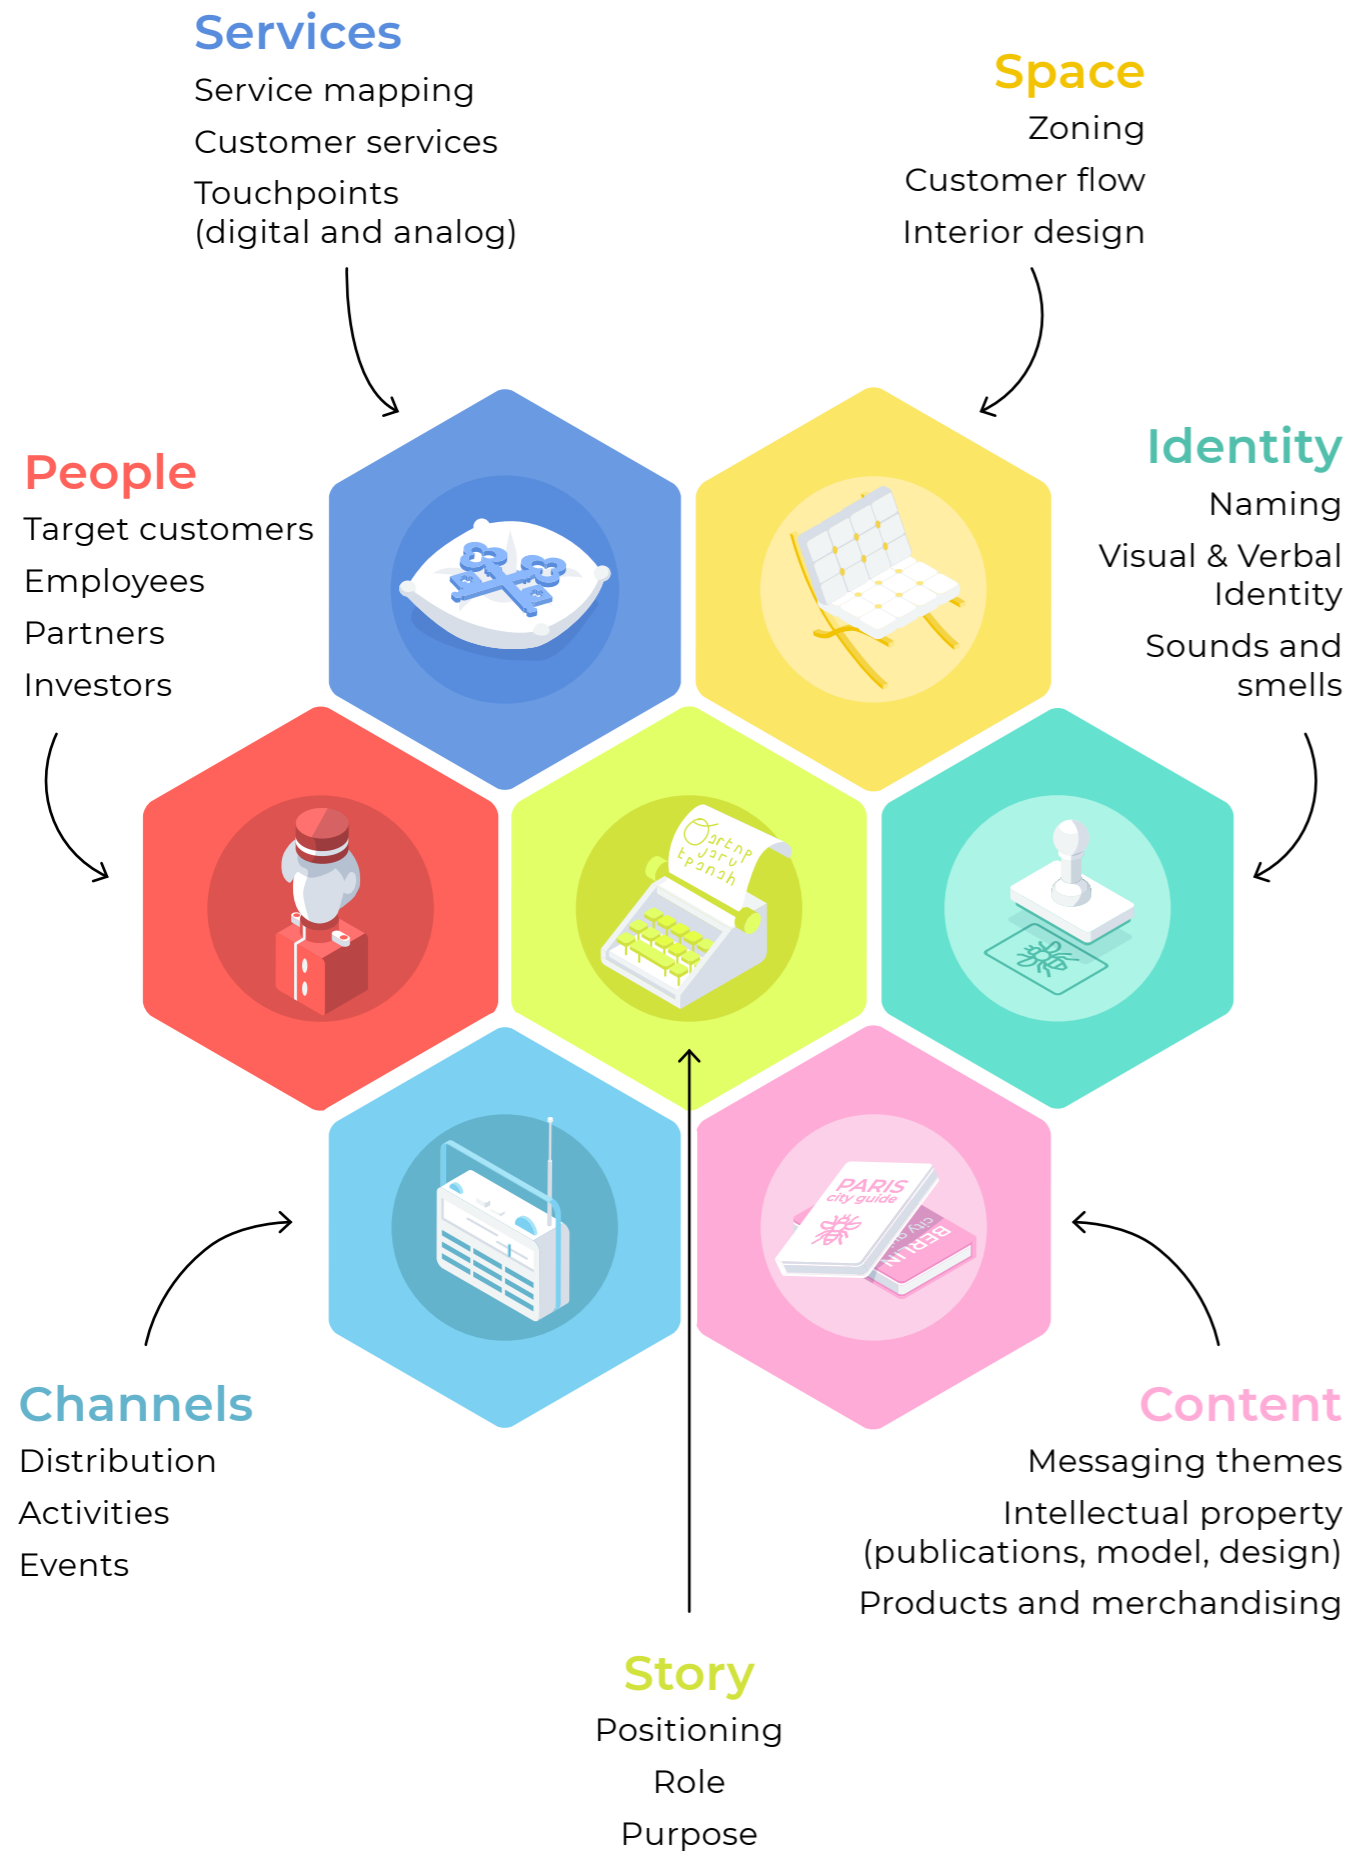 Services
Service mapping
Customer services
Touchpoints
(digital and analog)
Space
Zoning
Customer flow
Interior design
People
Target customers
Employees
Partners
Investors
Identity
Naming
Visual & Verbal
Identity
Sounds and
smells
PARIS
city guide
BERLIN
Channels
Distribution
Activities
Events
Content
Messaging themes
Intellectual property
(publications, model, design)
Products and merchandising
Story
Positioning
Role
Purpose